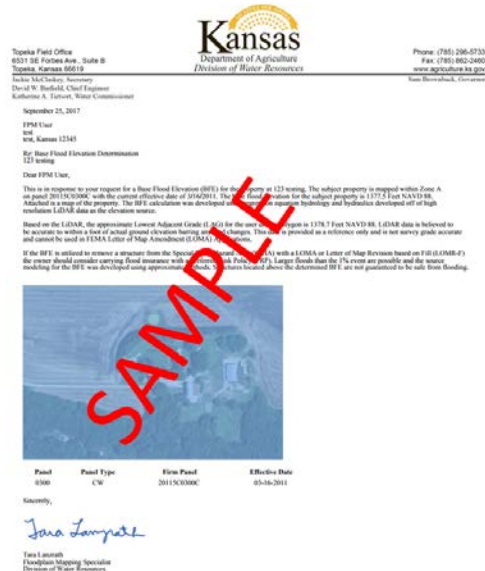 Kansas
Department of Agriculture
Division of Water Resources
Topeka Field Office
6531 SE Forbes Ave., Suite B
Topeka, Kansas 66619
Phone: (785) 296-5733
Fax: (785) 862-2460
www.agriculture.ks.gov
Jackie McClaskey, Secretary
David W. Barfield, Chief Engineer
Katherine A. Tietsort, Water Commissioner
Sam Brownback, Governor
September 25, 2017
FPM User
test
test, Kansas 12345
Re: Base Flood Elevation Determination
123 testing
Dear FPM User,
This is in response to your request for a Base Flood Elevation (BFE) for the property at 123 testing. The subject property is mapped within Zone A
on panel 20115C0300C with the current effective date of 3/16/2011. The base flood elevation for the subject property is 1377.5 Feet NAVD 88.
Attached is a map of the property. The BFE calculation was developed using regression equation hydrology and hydraulics developed off of high
resolution LiDAR data as the elevation source.
Based on the LiDAR, the approximate Lowest Adjacent Grade (LAG) for the user polygon is 1378.7 Feet NAVD 88. LiDAR data is believed to
be accurate to within a foot of actual ground elevation barring any changes. This data is provided as a reference only and is not survey grade accurate
and cannot be used in FEMA Letter of Map Amendment (LOMA) Applications.
If the BFE is utilized to remove a structure from the Special Flood Hazard Area (SFHA) with a LOMA or Letter of Map Revision based on Fill (LOMR-F)
the owner should consider carrying flood insurance with a Preferred Risk Policy (PRP). Larger floods than the 1% event are possible and the source
modeling for the BFE was developed using approximate methods. Structures located above the determined BFE are not guaranteed to be safe from flooding.
SAMPLE
Panel Panel Type Firm Panel Effective Date
0300 CW 20115C0300C 03-16-2011
Sincerely,
Tara Lanzrath
Tara Lanzrath
Floodplain Mapping Specialist
Division of Water Resources